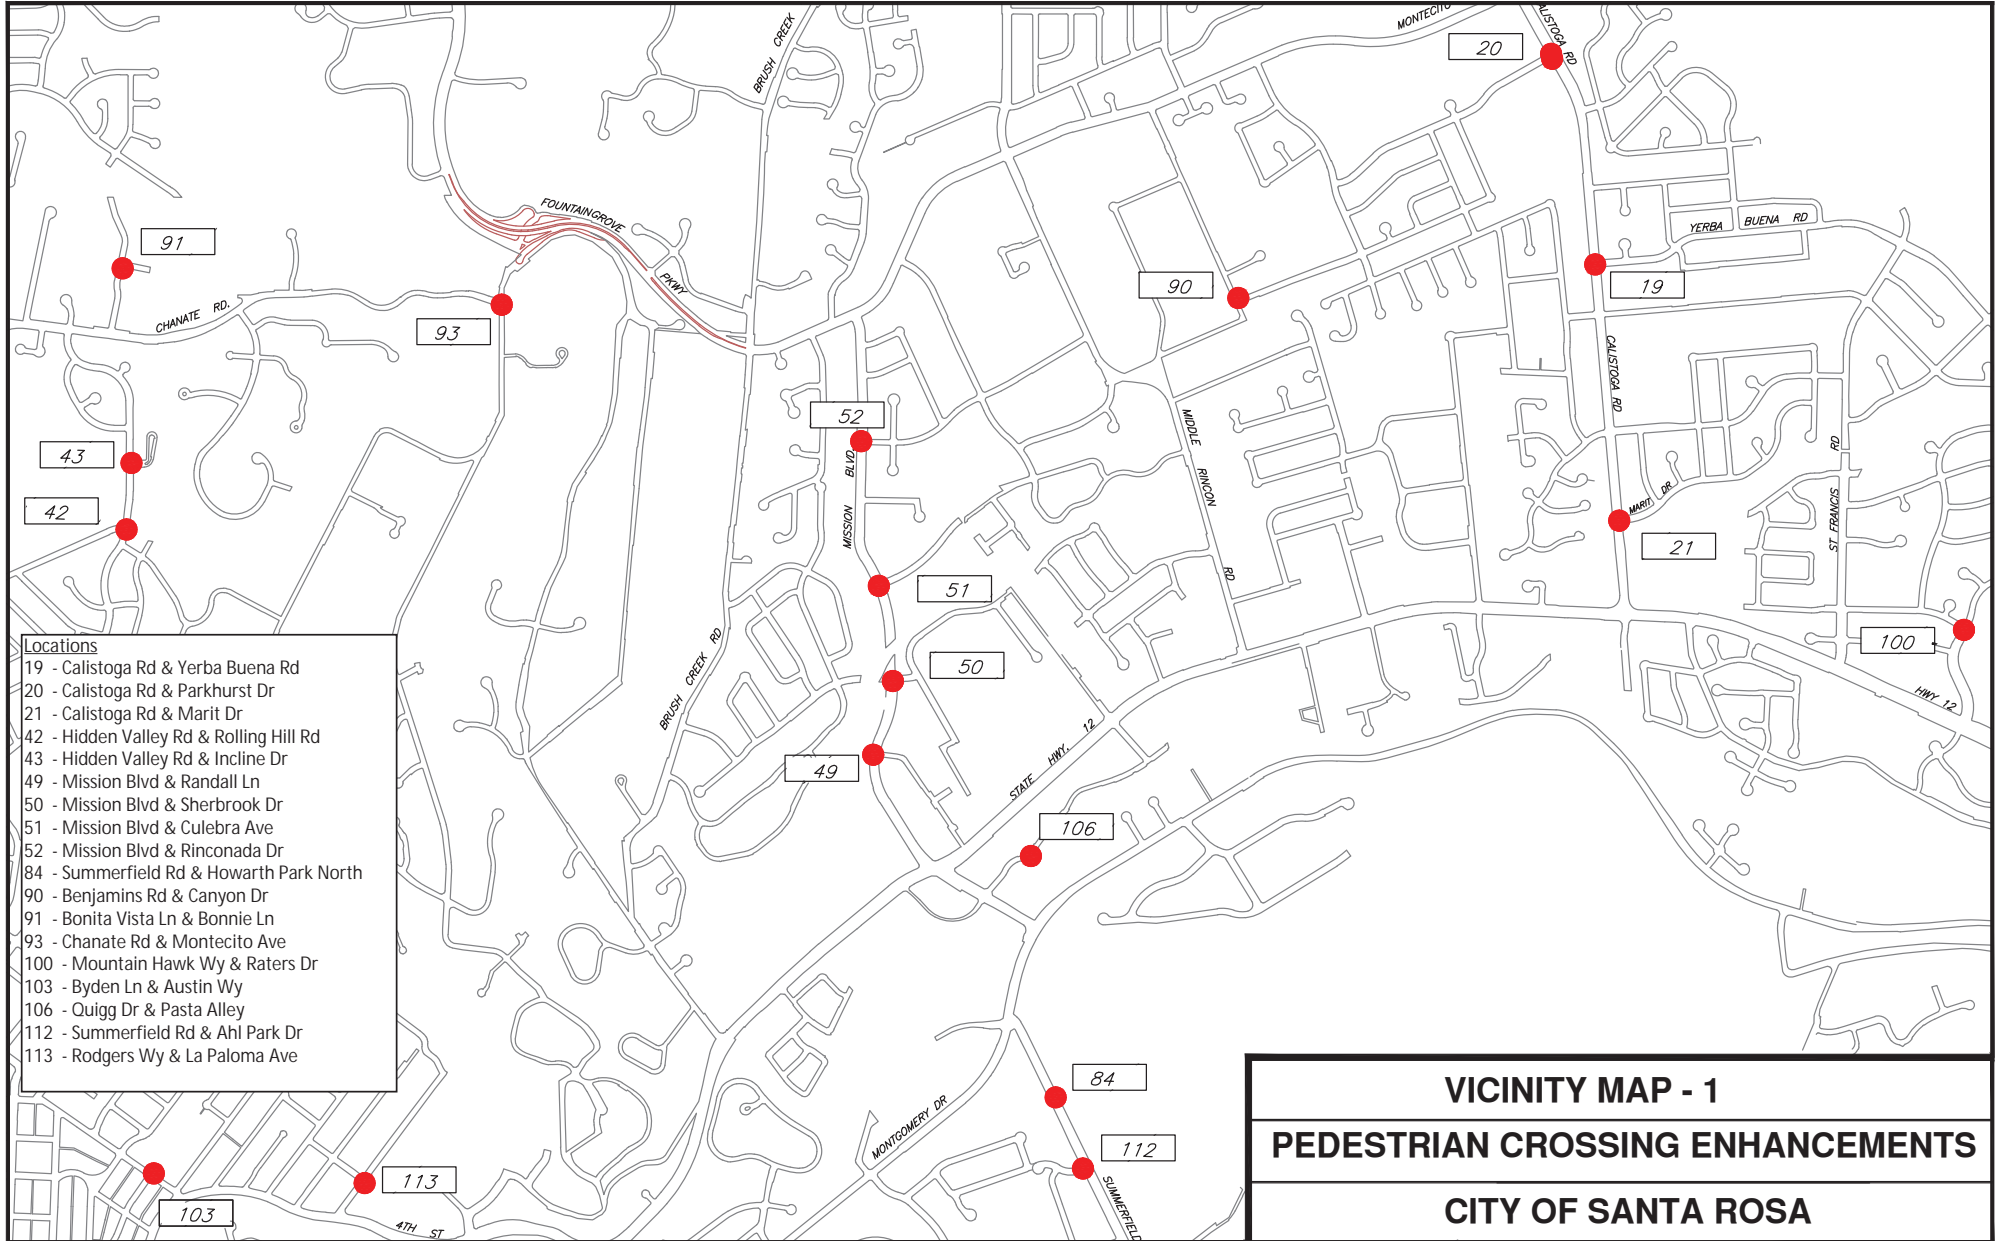 MONTECITO
CALISTOGA RD
20
BRUSH CREEK
FOUNTAINGROVE
PKWY
YERBA BUENA RD
91
90
19
CHANATE RD.
93
CALISTOGA RD
52
MIDDLE RINCON RD
43
MISSION BLVD
ST FRANCIS RD
MARIT DR
42
21
51
100
50
BRUSH CREEK RD
HWY 12
STATE HWY. 12
49
106
Locations
19 - Calistoga Rd & Yerba Buena Rd
20 - Calistoga Rd & Parkhurst Dr
21 - Calistoga Rd & Marit Dr
42 - Hidden Valley Rd & Rolling Hill Rd
43 - Hidden Valley Rd & Incline Dr
49 - Mission Blvd & Randall Ln
50 - Mission Blvd & Sherbrook Dr
51 - Mission Blvd & Culebra Ave
52 - Mission Blvd & Rinconada Dr
84 - Summerfield Rd & Howarth Park North
90 - Benjamins Rd & Canyon Dr
91 - Bonita Vista Ln & Bonnie Ln
93 - Chanate Rd & Montecito Ave
100 - Mountain Hawk Wy & Raters Dr
103 - Byden Ln & Austin Wy
106 - Quigg Dr & Pasta Alley
112 - Summerfield Rd & Ahl Park Dr
113 - Rodgers Wy & La Paloma Ave
84
MONTGOMERY DR
112
113
SUMMERFIELD
103
4TH ST
VICINITY MAP - 1
PEDESTRIAN CROSSING ENHANCEMENTS
CITY OF SANTA ROSA